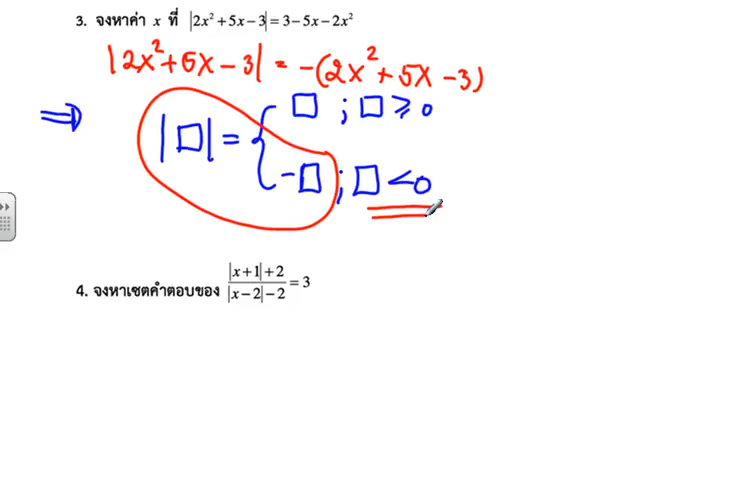 3. จงหาค่า x ที่ |2x² + 5x − 3| = 3 − 5x − 2x²
|2x² + 5x − 3| = −(2x² + 5x − 3)
⇒ |□| = { □ ; □ ⩾ 0
−□ ; □ < 0
4. จงหาเซตคำตอบของ (|x + 1| + 2)/(|x − 2| − 2) = 3